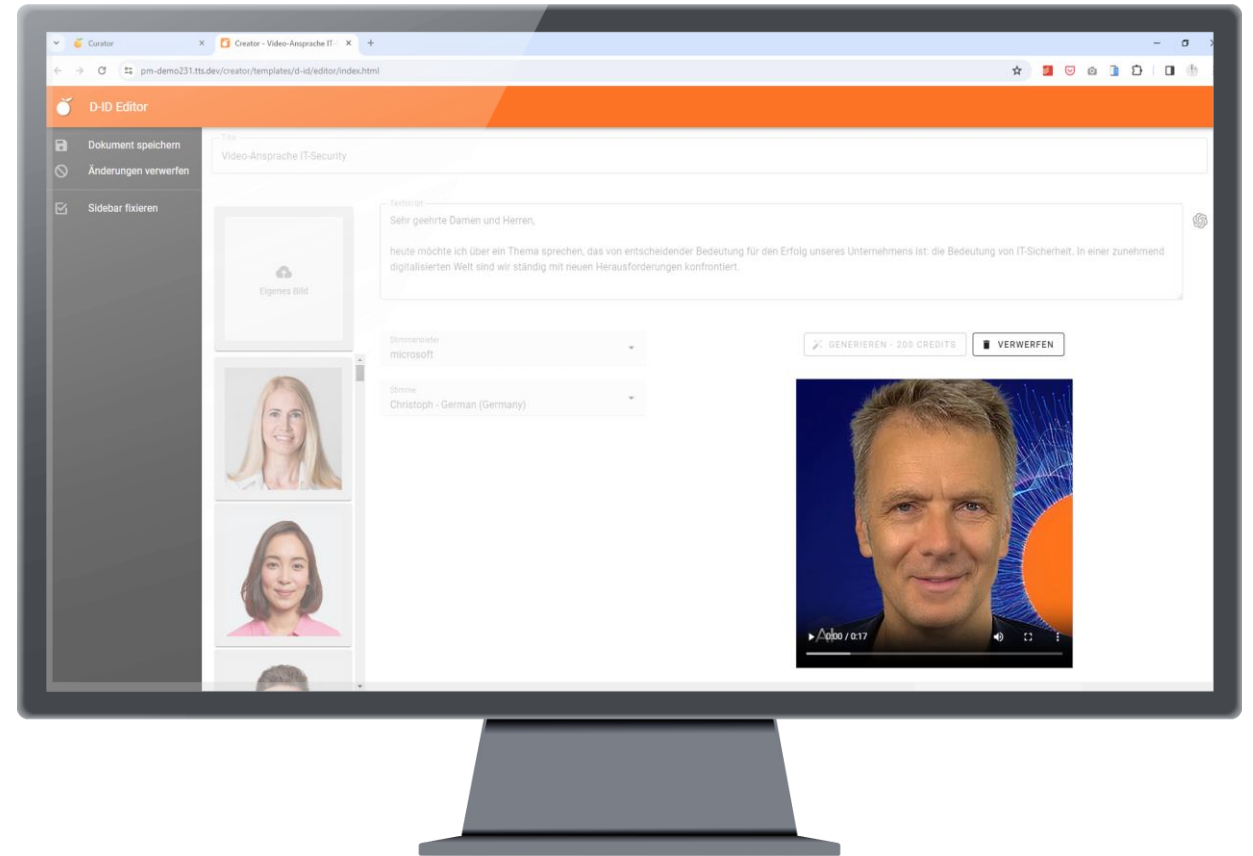 Curator
Creator - Video-Ansprache IT
pm-demo231.tts.dev/creator/templates/d-id/editor/index.html
D-ID Editor
Dokument speichern
Änderungen verwerfen
Sidebar fixieren
Titel
Video-Ansprache IT-Security
Eigenes Bild
Sehr geehrte Damen und Herren,
heute möchte ich über ein Thema sprechen, das von entscheidender Bedeutung für den Erfolg unseres Unternehmens ist: die Bedeutung von IT-Sicherheit. In einer zunehmend
digitalisierten Welt sind wir ständig mit neuen Herausforderungen konfrontiert.
Stimmanbieter
microsoft
Stimme
Christoph - German (Germany)
GENERIEREN - 200 CREDITS
VERWERFEN
0:00 / 0:17